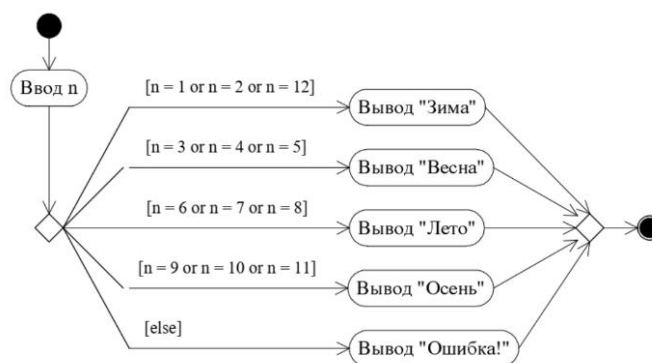 Ввод n
[n = 1 or n = 2 or n = 12]
Вывод "Зима"
[n = 3 or n = 4 or n = 5]
Вывод "Весна"
[n = 6 or n = 7 or n = 8]
Вывод "Лето"
[n = 9 or n = 10 or n = 11]
Вывод "Осень"
[else]
Вывод "Ошибка!"